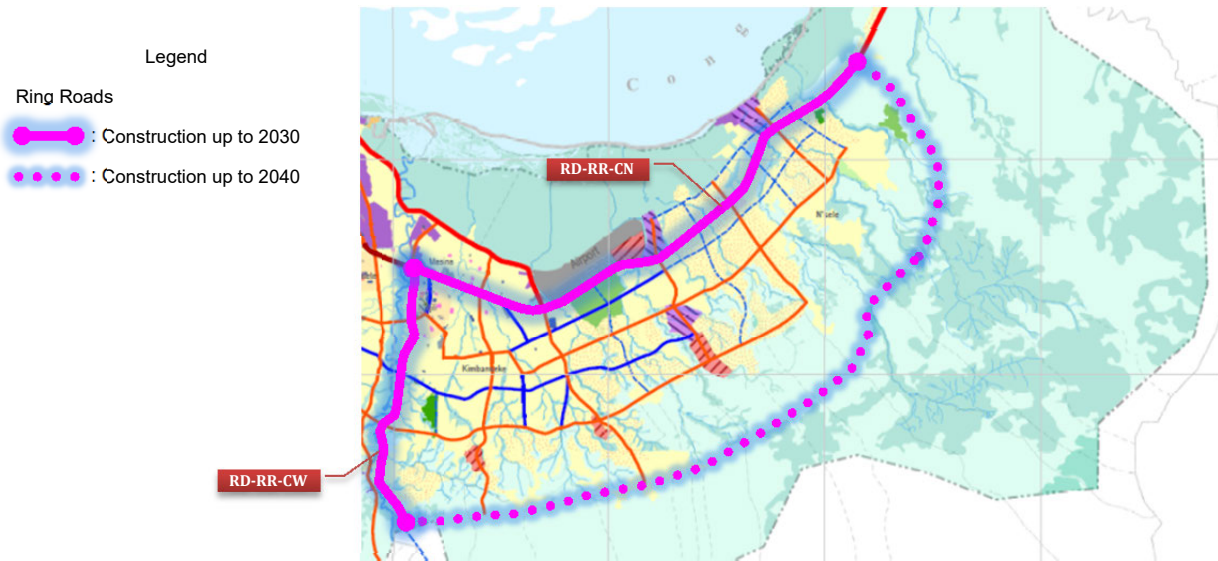 Legend
Ring Roads
: Construction up to 2030
: Construction up to 2040
Cong
RD-RR-CN
N'sele
Airport
Masina
Kimbanseke
RD-RR-CW